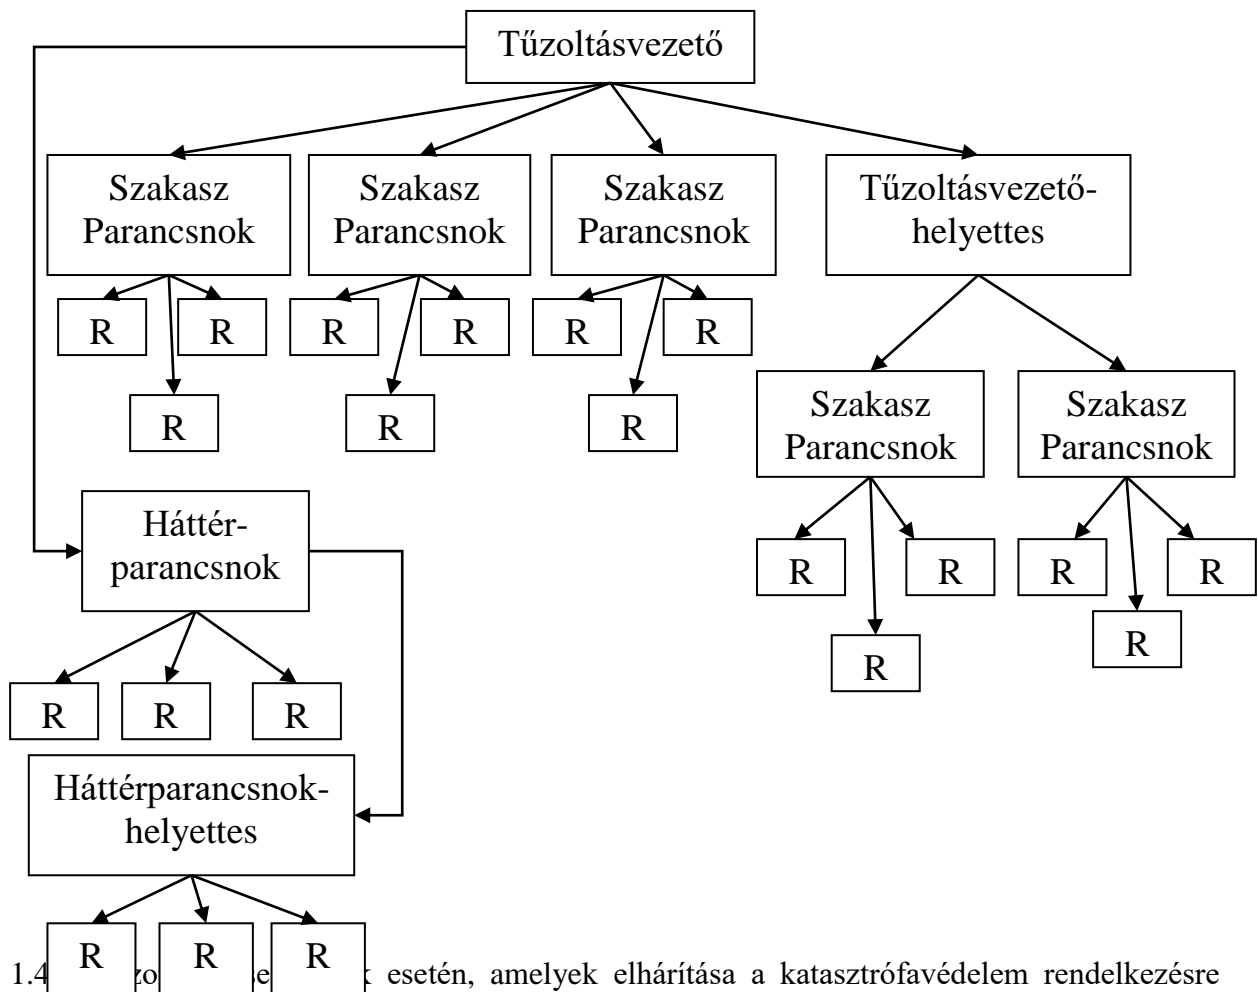 Tűzoltásvezető
Szakasz
Parancsnok
Szakasz
Parancsnok
Szakasz
Parancsnok
Tűzoltásvezető-
helyettes
R
R
R
R
R
R
R
R
R
Szakasz
Parancsnok
Szakasz
Parancsnok
R
R
R
R
R
R
Háttér-
parancsnok
R
R
R
Háttérparancsnok-
helyettes
R
R
R
esetén, amelyek elhárítása a katasztrófavédelem rendelkezésre